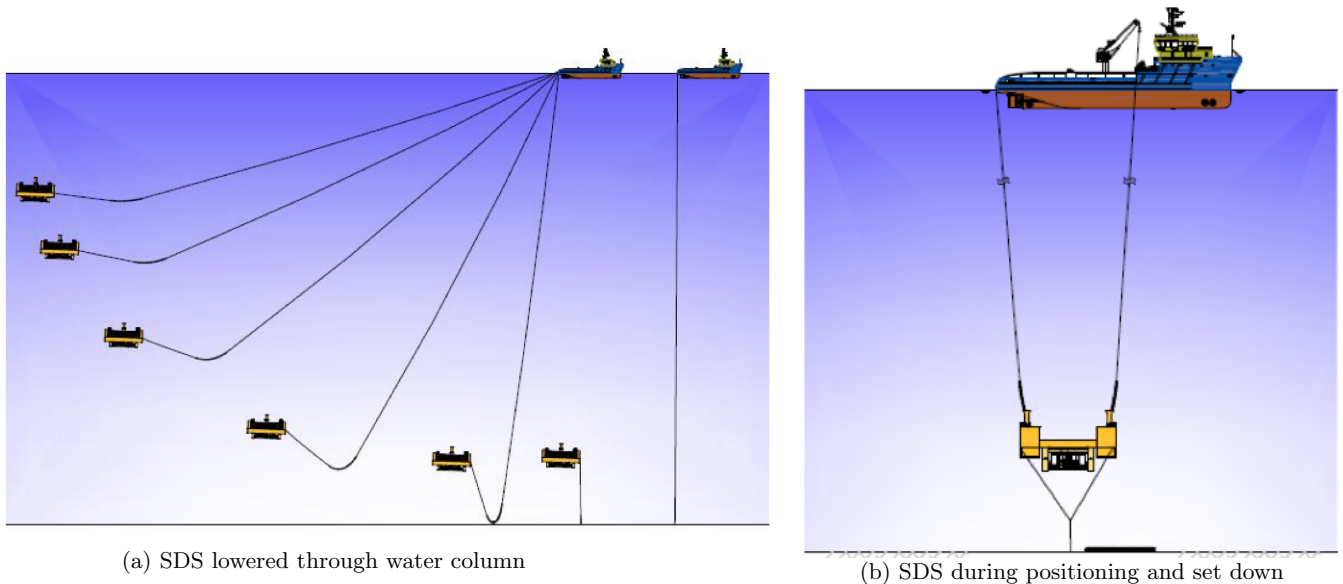 (a) SDS lowered through water column
(b) SDS during positioning and set down